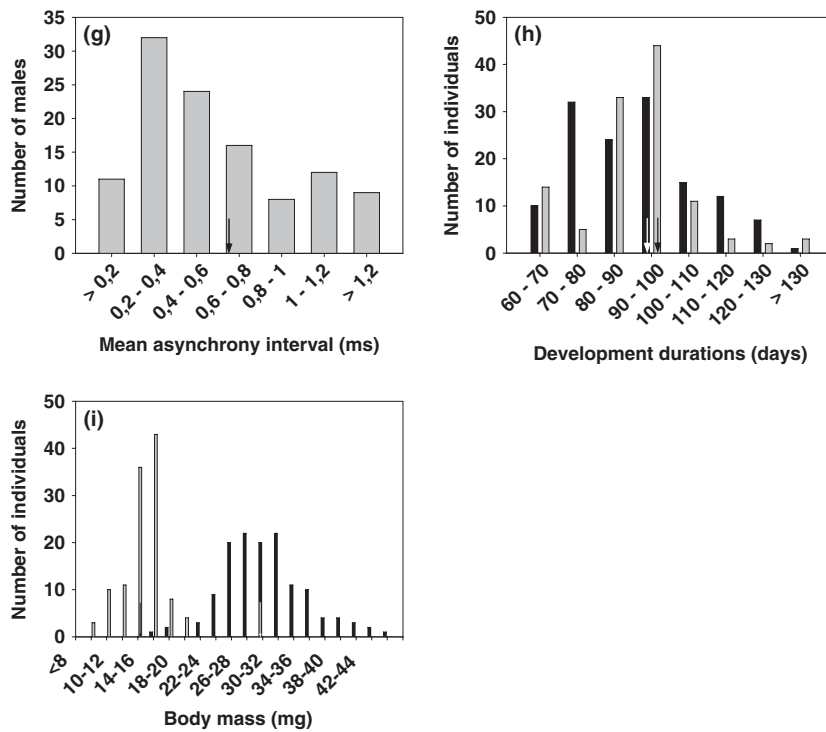 (g)
Number of males
35
30
25
20
15
10
5
0
> 0,2
0,2 - 0,4
0,4 - 0,6
0,6 - 0,8
0,8 - 1
1 - 1,2
> 1,2
Mean asynchrony interval (ms)
(h)
Number of individuals
50
40
30
20
10
0
60 - 70
70 - 80
80 - 90
90 - 100
100 - 110
110 - 120
120 - 130
> 130
Development durations (days)
(i)
Number of individuals
50
40
30
20
10
0
<8
10-12
14-16
18-20
22-24
26-28
30-32
34-36
38-40
42-44
Body mass (mg)